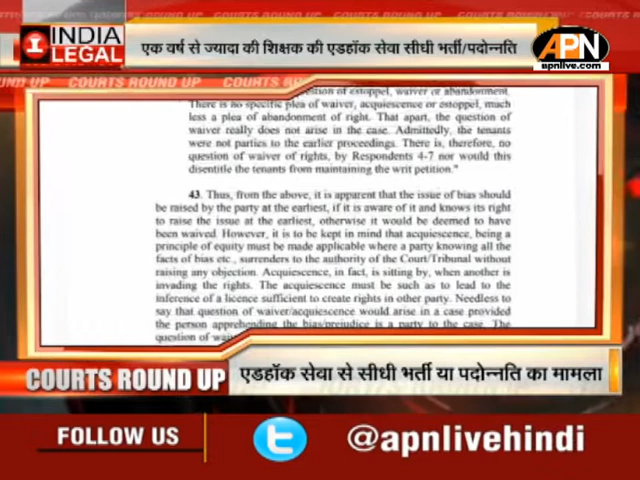 INDIA
LEGAL
एक वर्ष से ज्यादा की शिक्षक की एडहॉक सेवा सीधी भर्ती/पदोन्नति
APN
apnlive.com
COURTS ROUND UP
of estoppel, waiver or abandonment.
There is no specific plea of waiver, acquiescence or estoppel, much
less a plea of abandonment of right. That apart, the question of
waiver really does not arise in the case. Admittedly, the tenants
were not parties to the earlier proceedings. There is, therefore, no
question of waiver of rights, by Respondents 4-7 nor would this
disentitle the tenants from maintaining the writ petition."
43. Thus, from the above, it is apparent that the issue of bias should
be raised by the party at the earliest, if it is aware of it and knows its right
to raise the issue at the earliest, otherwise it would be deemed to have
been waived. However, it is to be kept in mind that acquiescence, being a
principle of equity must be made applicable where a party knowing all the
facts of bias etc., surrenders to the authority of the Court/Tribunal without
raising any objection. Acquiescence, in fact, is sitting by, when another is
invading the rights. The acquiescence must be such as to lead to the
inference of a licence sufficient to create rights in other party. Needless to
say that question of waiver/acquiescence would arise in a case provided
the person apprehending the bias/prejudice is a party to the case. The
question of
COURTS ROUND UP
एडहॉक सेवा से सीधी भर्ती या पदोन्नति का मामला
FOLLOW US
@apnlivehindi